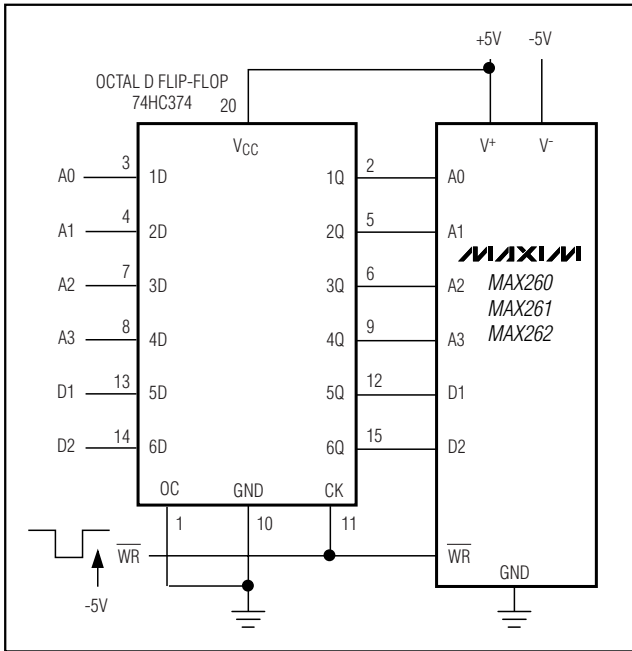 +5V -5V
OCTAL D FLIP-FLOP
74HC374 20
VCC V+ V-
A0 3 1D 1Q 2 A0
A1 4 2D 2Q 5 A1
MAXIM
A2 7 3D 3Q 6 A2 MAX260
MAX261
A3 8 4D 4Q 9 A3 MAX262
D1 13 5D 5Q 12 D1
D2 14 6D 6Q 15 D2
OC GND CK
1 10 11
WR WR
GND
-5V